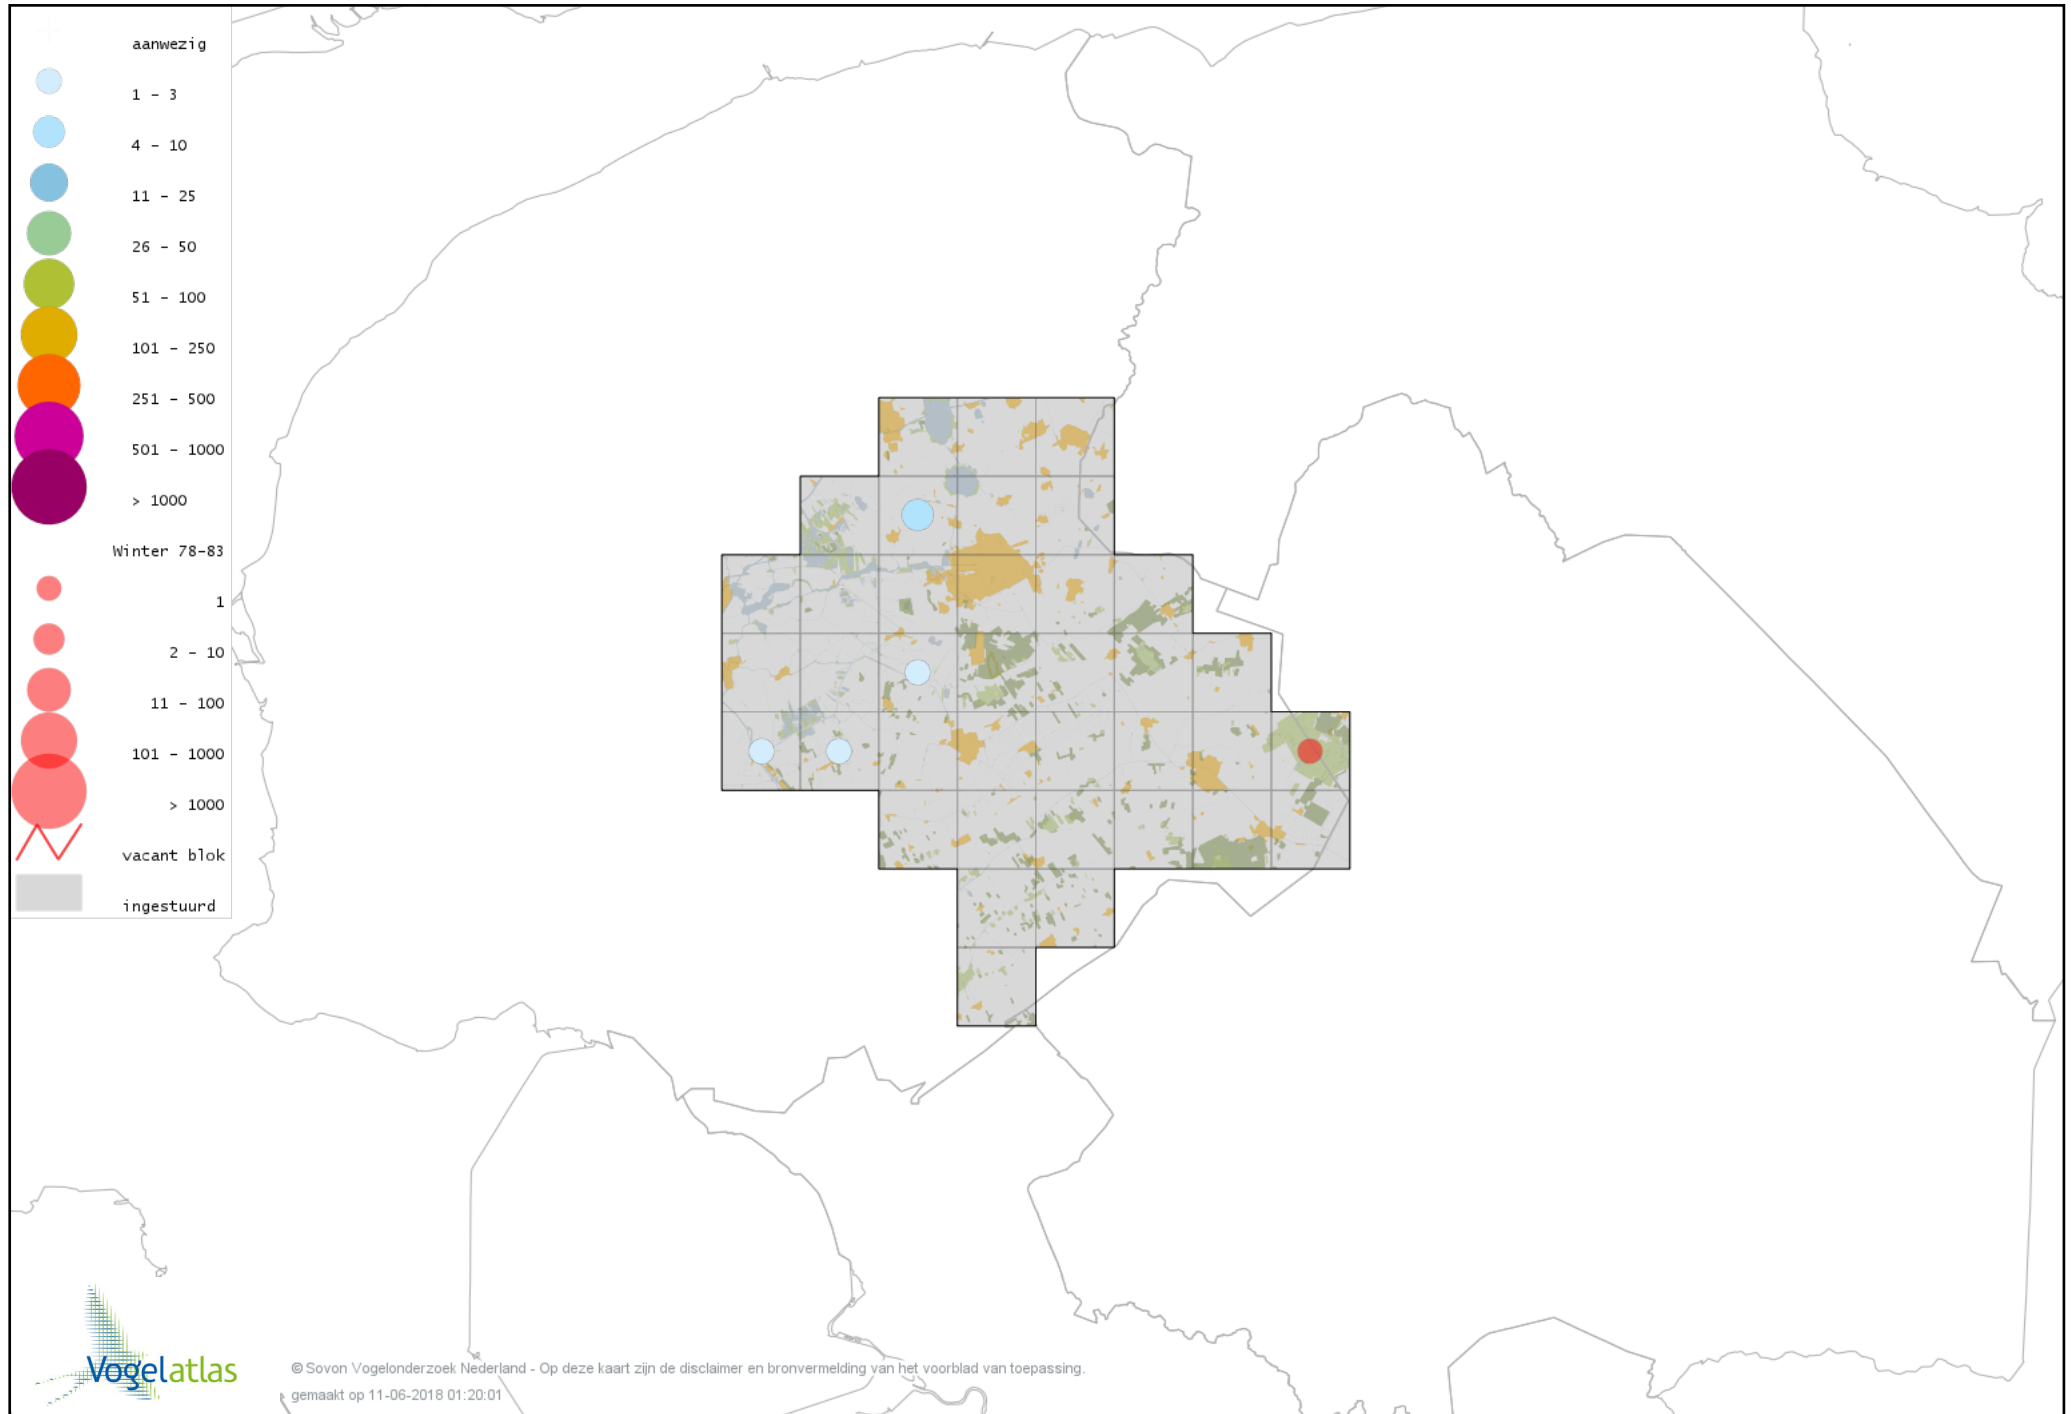 aanwezig
1 - 3
4 - 10
11 - 25
26 - 50
51 - 100
101 - 250
251 - 500
501 - 1000
> 1000
Winter 78-83
1
2 - 10
11 - 100
101 - 1000
> 1000
vacant blok
ingestuurd
Vogelatlas
© Sovon Vogelonderzoek Nederland - Op deze kaart zijn de disclaimer en bronvermelding van het voorblad van toepassing.
gemaakt op 11-06-2018 01:20:01